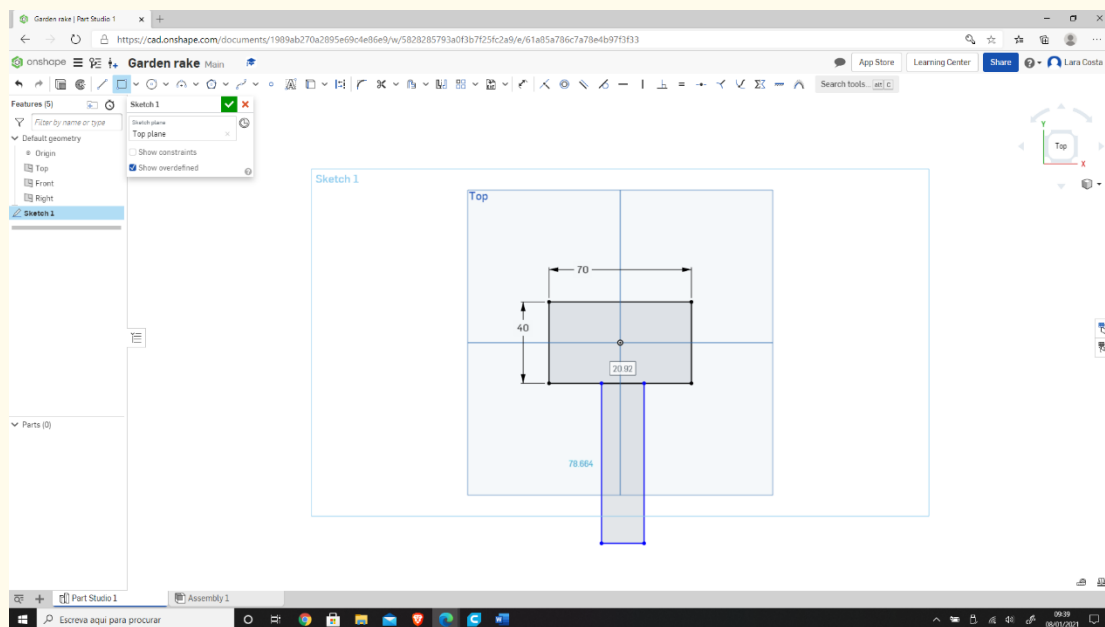 Garden rake | Part Studio 1
https://cad.onshape.com/documents/1989ab270a2895e69c4e86e9/w/5828285793a0f3b7f25fc2a9/e/61a85a786c7a78e4b97f3f33
onshape Garden rake Main App Store Learning Center Share Lara Costa
Search tools... alt C
Features (5)
Filter by name or type
Default geometry
Origin
Top
Front
Right
Sketch 1
Sketch 1
Sketch plane
Top plane
Show constraints
Show overdefined
Sketch 1
Top
70
40
20.92
78.664
Y
Top
X
Parts (0)
Part Studio 1 Assembly 1
Escreva aqui para procurar
09:39
08/01/2021